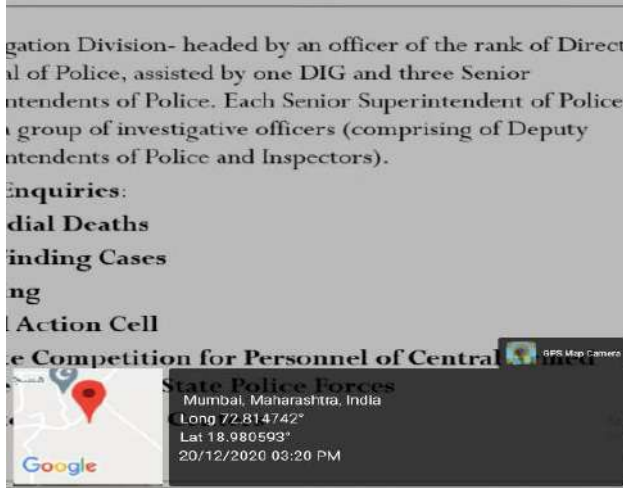 gation Division- headed by an officer of the rank of Direct
al of Police, assisted by one DIG and three Senior
ntendents of Police. Each Senior Superintendent of Police
a group of investigative officers (comprising of Deputy
ntendents of Police and Inspectors).
Enquiries:
dial Deaths
inding Cases
ng
l Action Cell
e Competition for Personnel of Central
State Police Forces
GPS Map Camera
Mumbai, Maharashtra, India
Long 72.814742°
Lat 18.980593°
20/12/2020 03:20 PM
Google